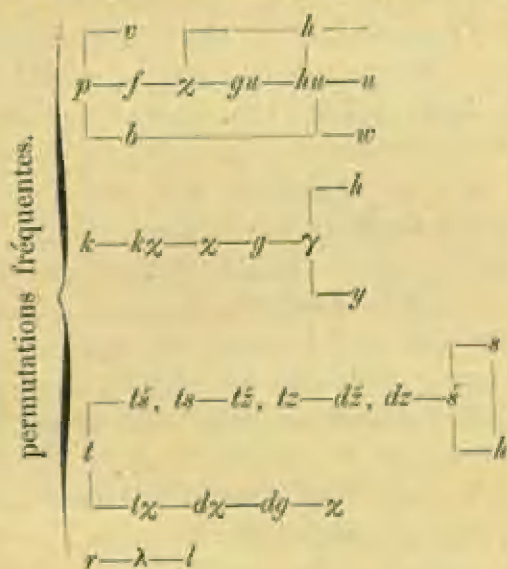 permutations fréquentes.
v h
p—f—χ—gu—hu—u
b w
h
k—kχ—χ—g—γ
y
s
tš, ts—tž, tz—dž, dz—š
h
t
tχ—dχ—dg—χ
r—λ—l